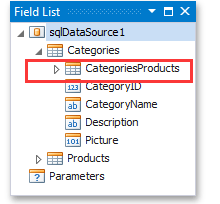 Field List
sqlDataSource1
Categories
CategoriesProducts
123 CategoryID
ab CategoryName
ab Description
101 Picture
Products
? Parameters